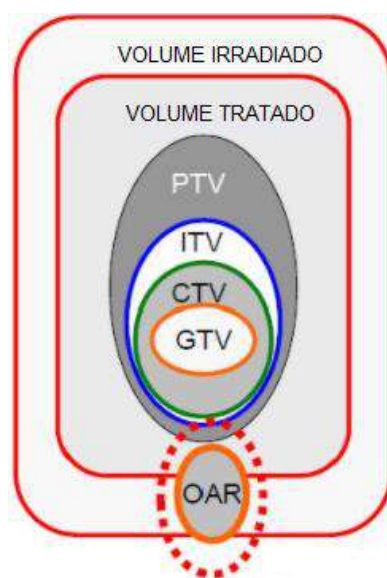 VOLUME IRRADIADO
VOLUME TRATADO
PTV
ITV
CTV
GTV
OAR